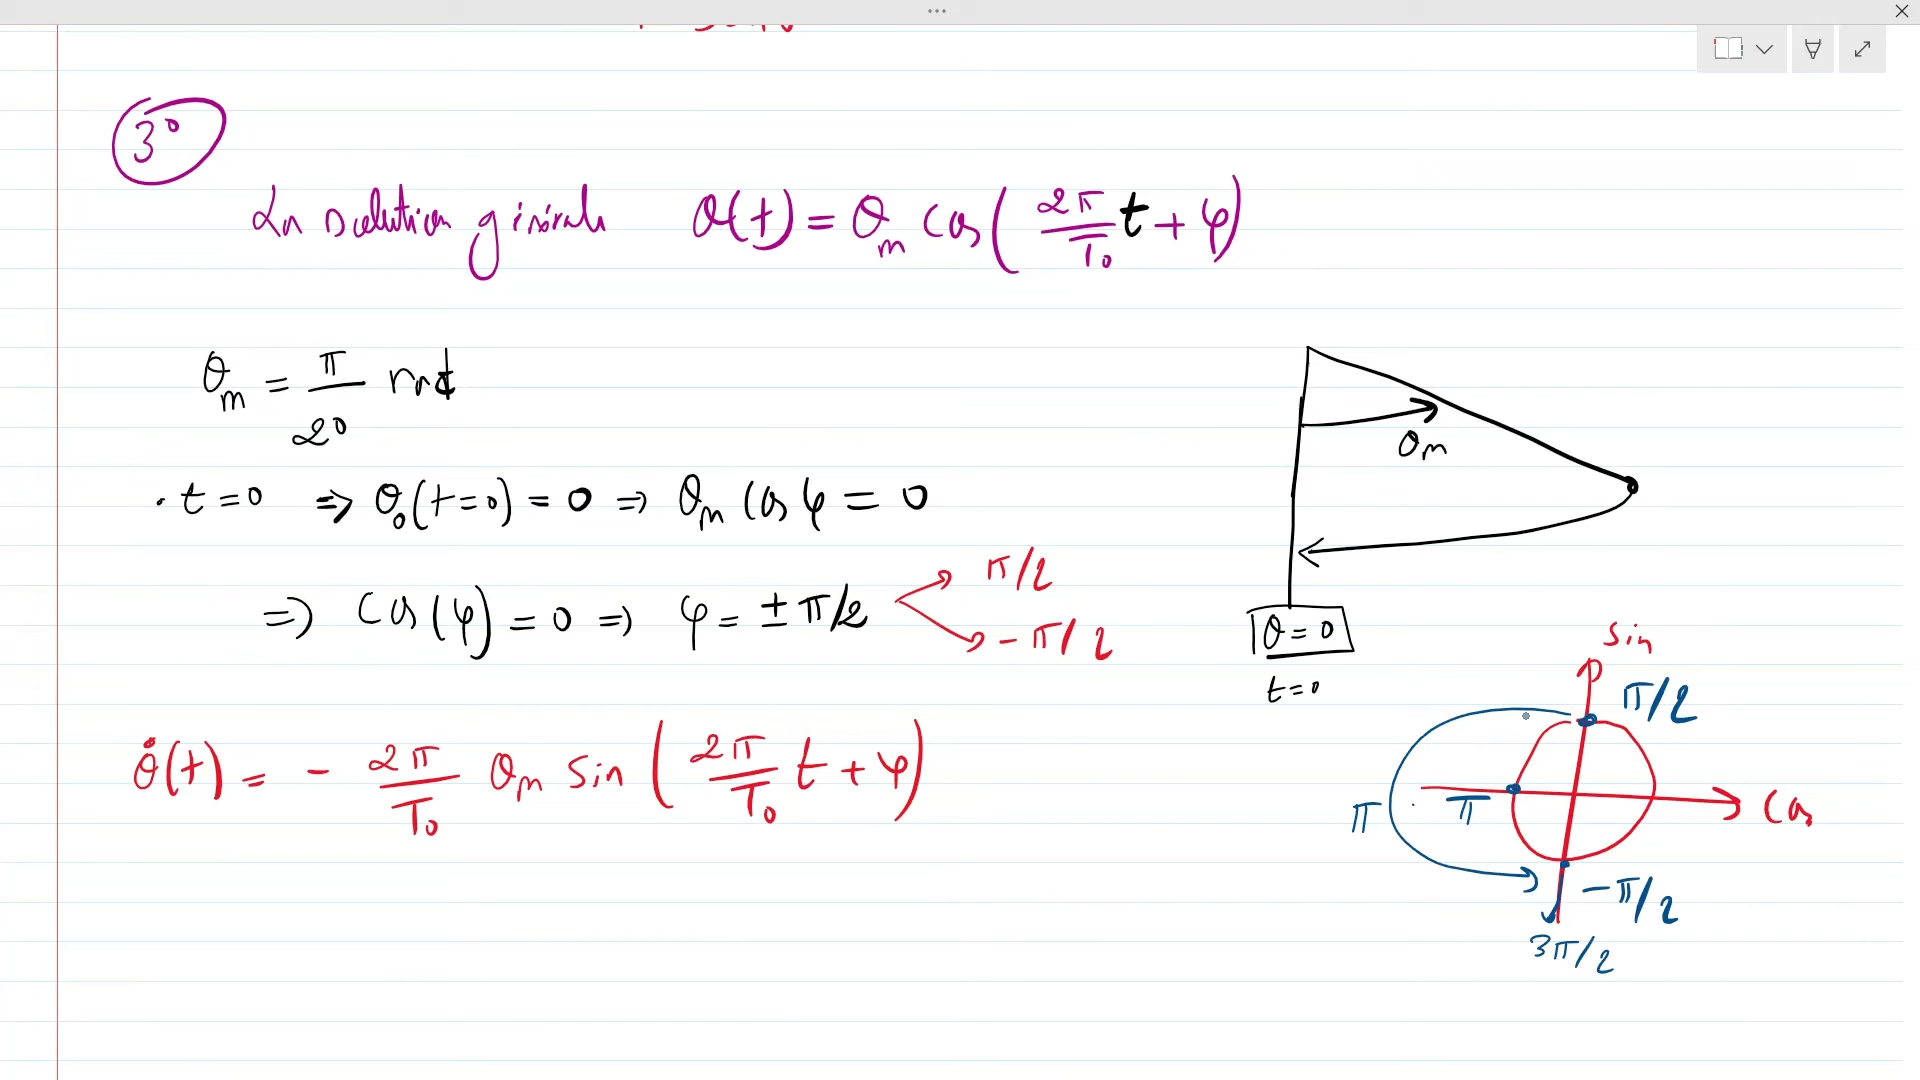 3°
La solution générale θ(t) = θm cos(2π/T₀ t + φ)
θm = π/20 rad
θm
. t = 0 ⇒ θ₀(t=0) = 0 ⇒ θm cos φ = 0
⇒ cos(φ) = 0 ⇒ φ = ± π/2
π/2
- π/2
θ = 0
t = 0
θ̇(t) = - 2π/T₀ θm sin(2π/T₀ t + φ)
sin
π/2
π
π
cos
-π/2
3π/2